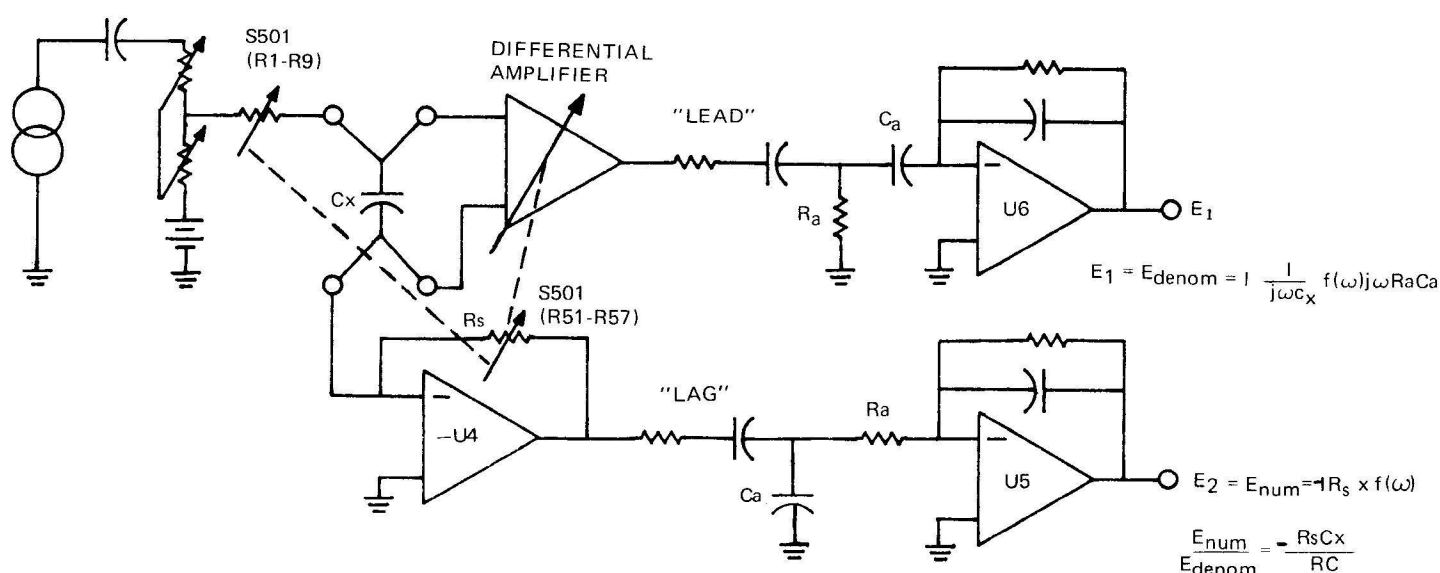 S501
(R1-R9)
DIFFERENTIAL
AMPLIFIER
"LEAD"
Ca
Cx
Ra
−
U6
E1
E1 = Edenom = I 1/jωcx f(ω)jωRaCa
S501
(R51-R57)
Rs
"LAG"
Ra
−
−U4
Ca
−
U5
E2 = Enum=-IRs x f(ω)
Enum/Edenom = - RsCx/RC